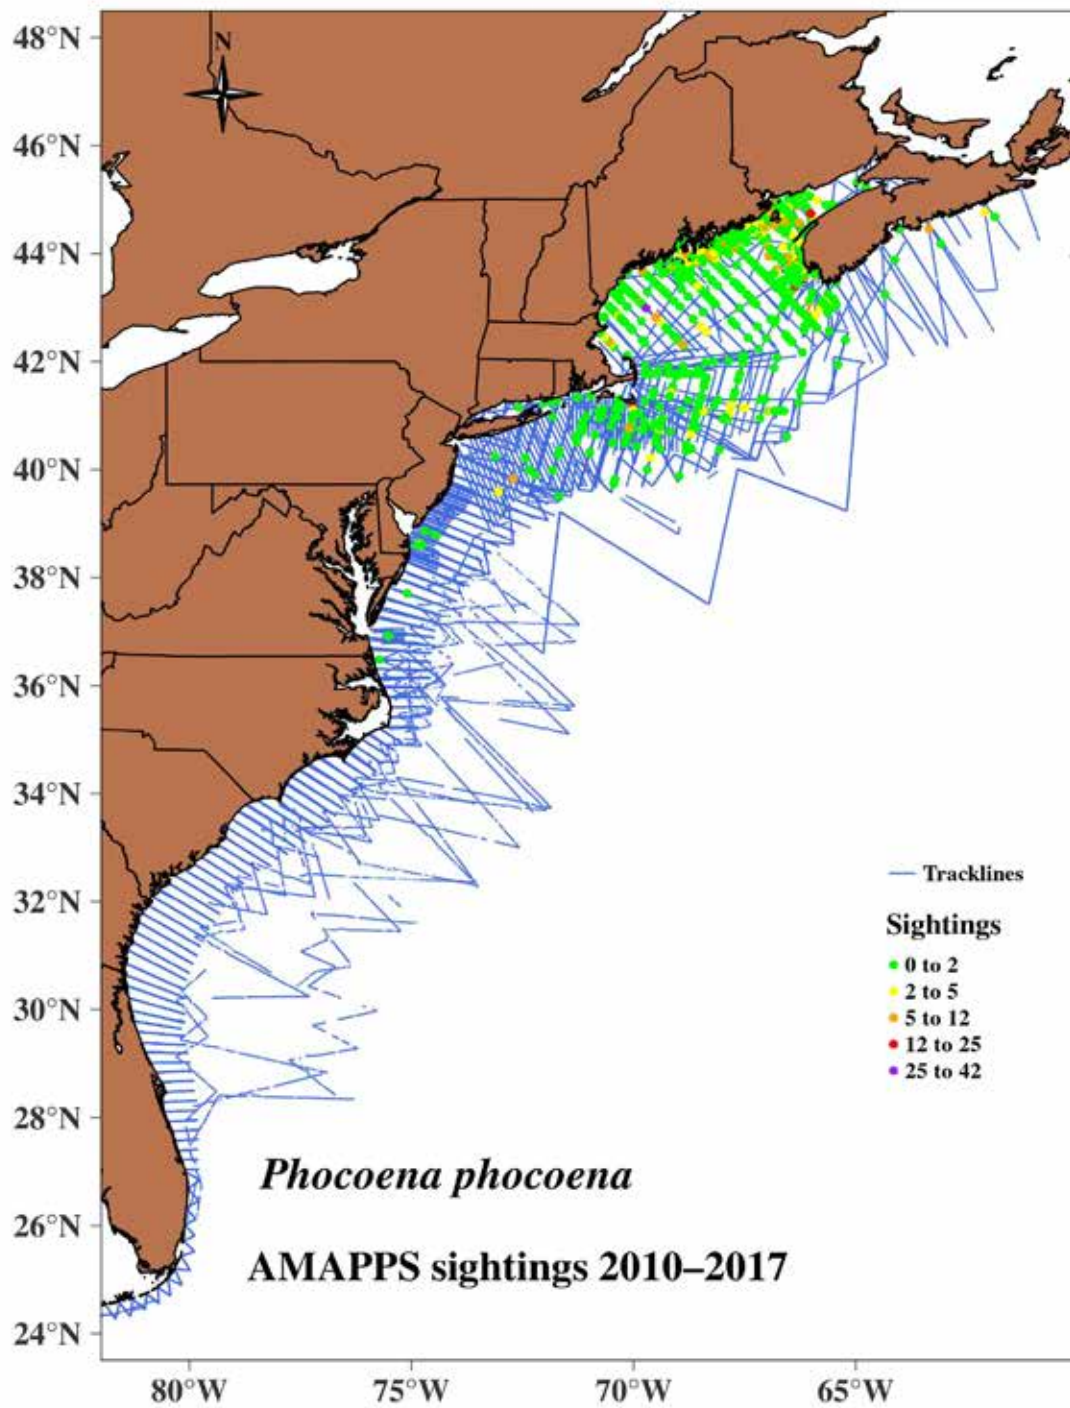 48°N
N
46°N
44°N
42°N
40°N
38°N
36°N
34°N
Tracklines
32°N
Sightings
0 to 2
30°N
2 to 5
5 to 12
12 to 25
25 to 42
28°N
Phocoena phocoena
26°N
AMAPPS sightings 2010–2017
24°N
80°W 75°W 70°W 65°W